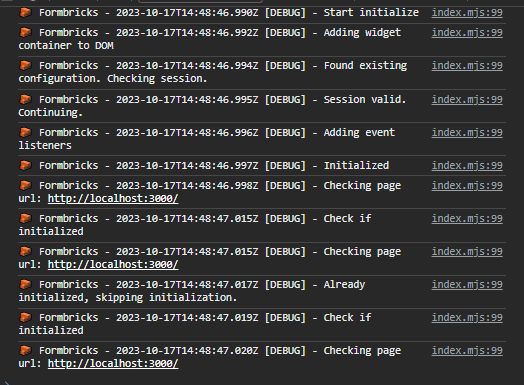 Formbricks - 2023-10-17T14:48:46.990Z [DEBUG] - Start initialize index.mjs:99
Formbricks - 2023-10-17T14:48:46.992Z [DEBUG] - Adding widget index.mjs:99
container to DOM
Formbricks - 2023-10-17T14:48:46.994Z [DEBUG] - Found existing index.mjs:99
configuration. Checking session.
Formbricks - 2023-10-17T14:48:46.995Z [DEBUG] - Session valid. index.mjs:99
Continuing.
Formbricks - 2023-10-17T14:48:46.996Z [DEBUG] - Adding event index.mjs:99
listeners
Formbricks - 2023-10-17T14:48:46.997Z [DEBUG] - Initialized index.mjs:99
Formbricks - 2023-10-17T14:48:46.998Z [DEBUG] - Checking page index.mjs:99
url: http://localhost:3000/
Formbricks - 2023-10-17T14:48:47.015Z [DEBUG] - Check if index.mjs:99
initialized
Formbricks - 2023-10-17T14:48:47.015Z [DEBUG] - Checking page index.mjs:99
url: http://localhost:3000/
Formbricks - 2023-10-17T14:48:47.017Z [DEBUG] - Already index.mjs:99
initialized, skipping initialization.
Formbricks - 2023-10-17T14:48:47.019Z [DEBUG] - Check if index.mjs:99
initialized
Formbricks - 2023-10-17T14:48:47.020Z [DEBUG] - Checking page index.mjs:99
url: http://localhost:3000/